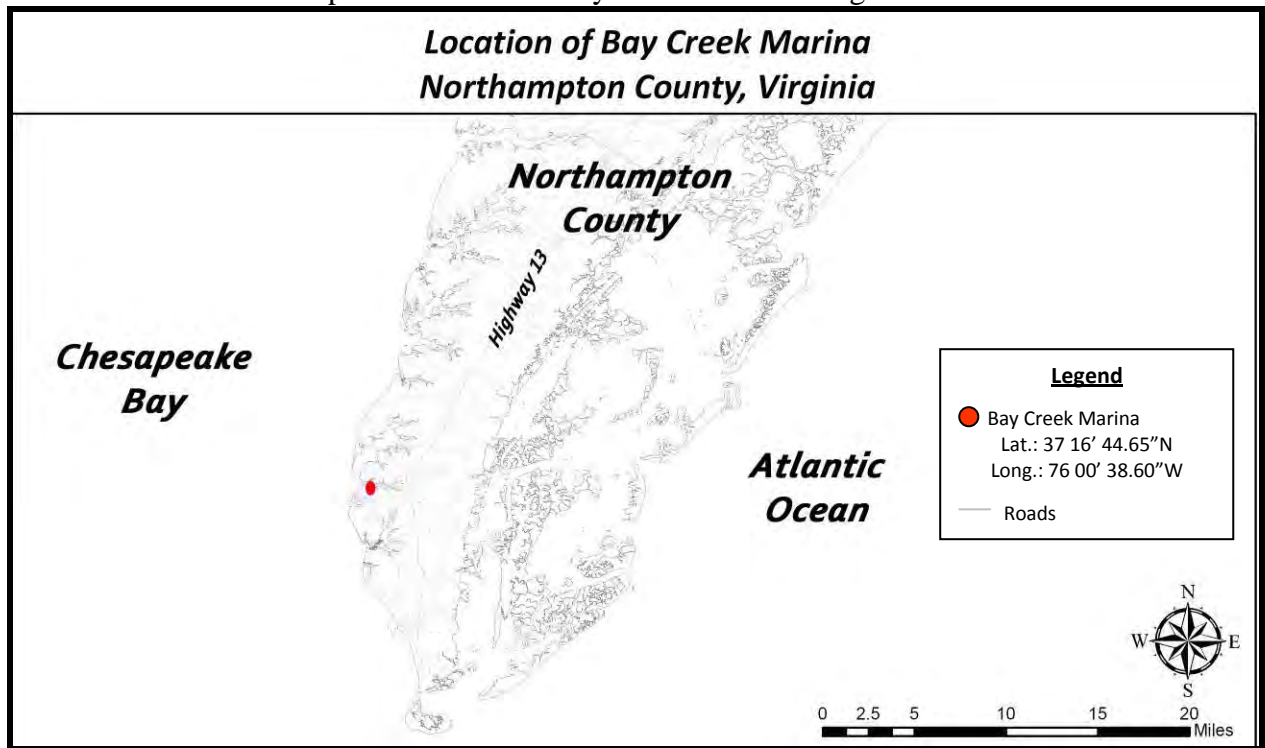 Location of Bay Creek Marina
Northampton County, Virginia
Northampton
County
Highway 13
Chesapeake
Bay
Legend
Bay Creek Marina
Lat.: 37 16’ 44.65”N
Long.: 76 00’ 38.60”W
Roads
Atlantic
Ocean
N
W E
S
0 2.5 5 10 15 20
Miles